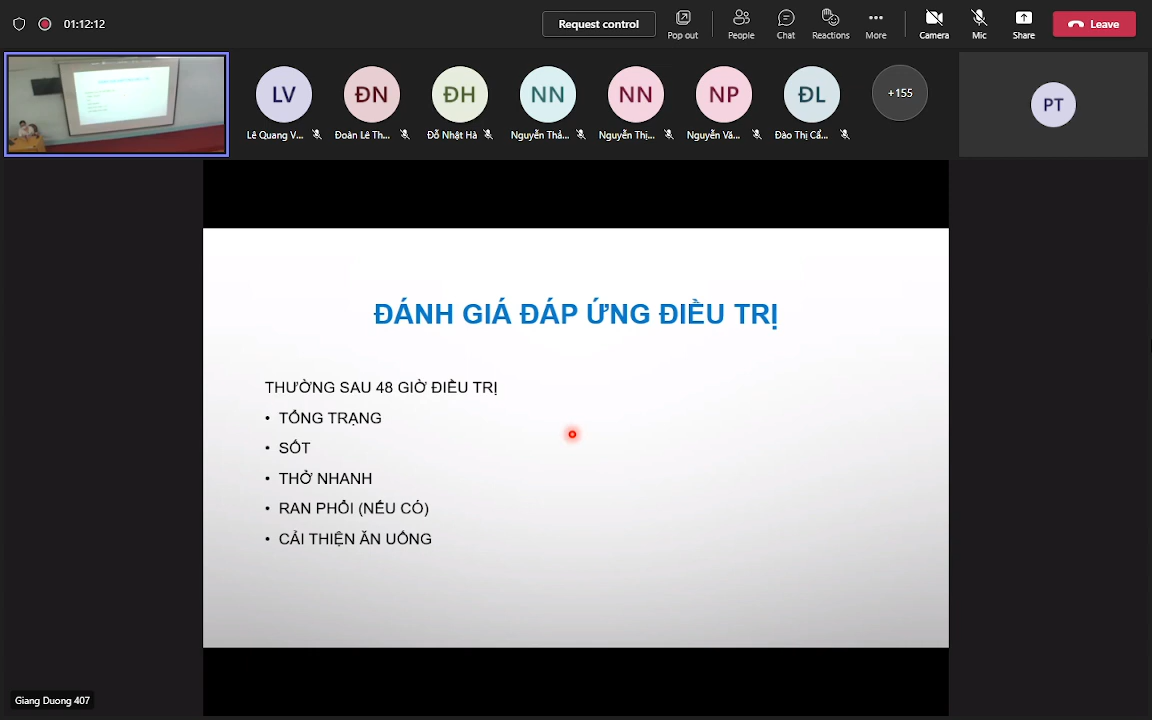 01:12:12
Request control
Pop out
People
Chat
Reactions
More
Camera
Mic
Share
Leave
LV
ĐN
ĐH
NN
NN
NP
ĐL
+155
PT
Lê Quang V...
Đoàn Lê Th...
Đỗ Nhật Hà
Nguyễn Thả...
Nguyễn Thị...
Nguyễn Vă...
Đào Thị Cẩ...
ĐÁNH GIÁ ĐÁP ỨNG ĐIỀU TRỊ
THƯỜNG SAU 48 GIỜ ĐIỀU TRỊ
• TỔNG TRẠNG
• SỐT
• THỞ NHANH
• RAN PHỔI (NẾU CÓ)
• CẢI THIỆN ĂN UỐNG
Giang Duong 407